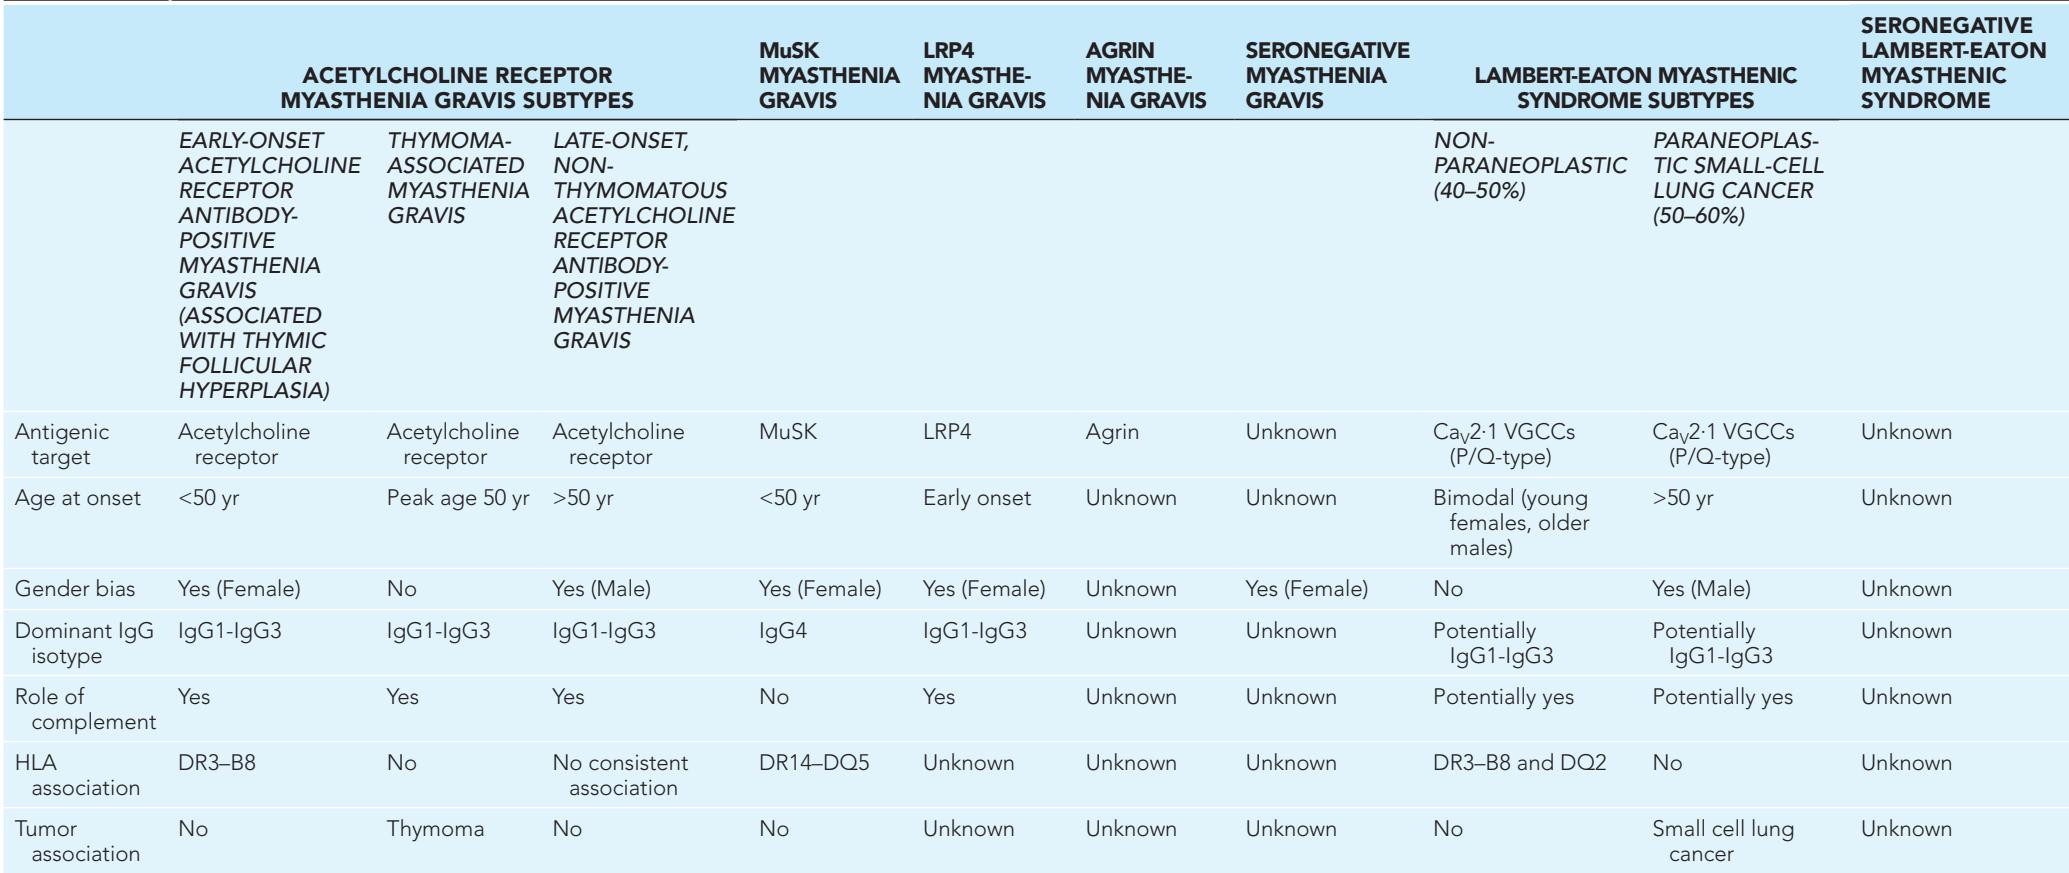 ACETYLCHOLINE RECEPTOR
MYASTHENIA GRAVIS SUBTYPES
MuSK
MYASTHENIA
GRAVIS
LRP4
MYASTHE-
NIA GRAVIS
AGRIN
MYASTHE-
NIA GRAVIS
SERONEGATIVE
MYASTHENIA
GRAVIS
LAMBERT-EATON MYASTHENIC
SYNDROME SUBTYPES
SERONEGATIVE
LAMBERT-EATON
MYASTHENIC
SYNDROME
EARLY-ONSET
ACETYLCHOLINE
RECEPTOR
ANTIBODY-
POSITIVE
MYASTHENIA
GRAVIS
(ASSOCIATED
WITH THYMIC
FOLLICULAR
HYPERPLASIA)
THYMOMA-
ASSOCIATED
MYASTHENIA
GRAVIS
LATE-ONSET,
NON-
THYMOMATOUS
ACETYLCHOLINE
RECEPTOR
ANTIBODY-
POSITIVE
MYASTHENIA
GRAVIS
NON-
PARANEOPLASTIC
(40–50%)
PARANEOPLAS-
TIC SMALL-CELL
LUNG CANCER
(50–60%)
Antigenic
target
Acetylcholine
receptor
Acetylcholine
receptor
Acetylcholine
receptor
MuSK
LRP4
Agrin
Unknown
CaV2·1 VGCCs
(P/Q-type)
CaV2·1 VGCCs
(P/Q-type)
Unknown
Age at onset
<50 yr
Peak age 50 yr
>50 yr
<50 yr
Early onset
Unknown
Unknown
Bimodal (young
females, older
males)
>50 yr
Unknown
Gender bias
Yes (Female)
No
Yes (Male)
Yes (Female)
Yes (Female)
Unknown
Yes (Female)
No
Yes (Male)
Unknown
Dominant IgG
isotype
IgG1-IgG3
IgG1-IgG3
IgG1-IgG3
IgG4
IgG1-IgG3
Unknown
Unknown
Potentially
IgG1-IgG3
Potentially
IgG1-IgG3
Unknown
Role of
complement
Yes
Yes
Yes
No
Yes
Unknown
Unknown
Potentially yes
Potentially yes
Unknown
HLA
association
DR3–B8
No
No consistent
association
DR14–DQ5
Unknown
Unknown
Unknown
DR3–B8 and DQ2
No
Unknown
Tumor
association
No
Thymoma
No
No
Unknown
Unknown
Unknown
No
Small cell lung
cancer
Unknown